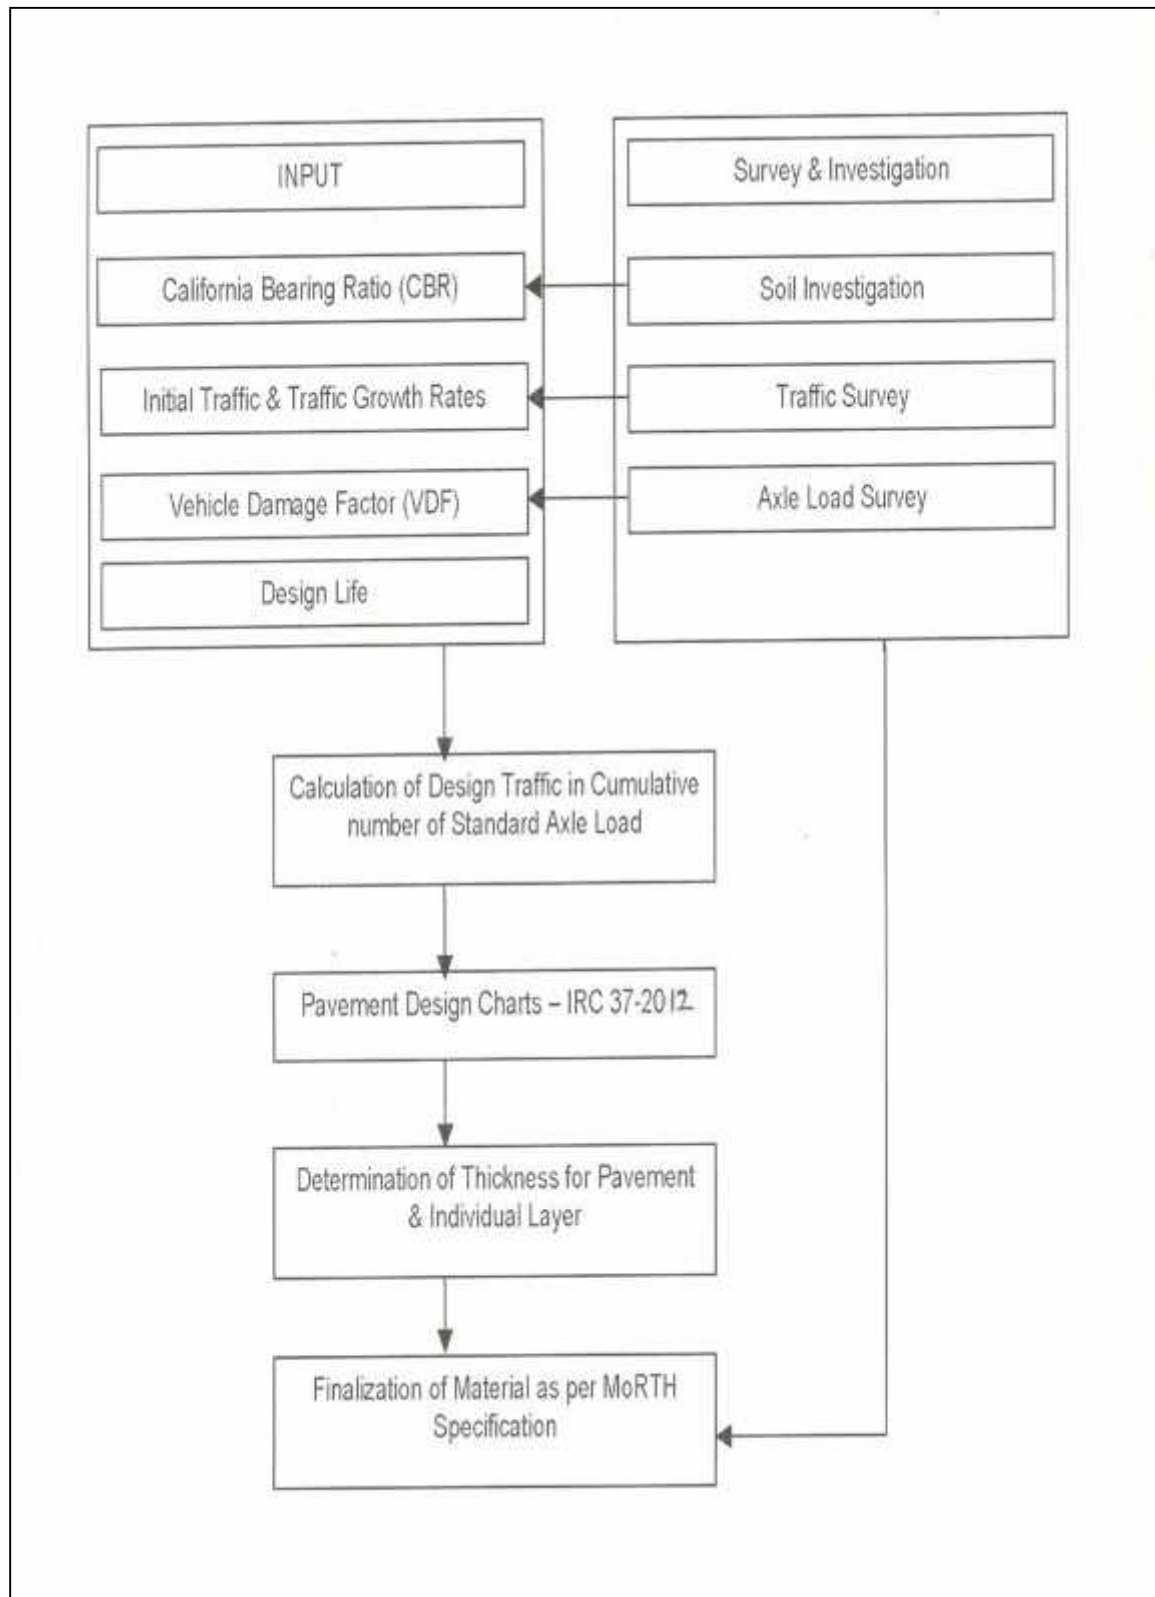 INPUT
California Bearing Ratio (CBR)
Initial Traffic & Traffic Growth Rates
Vehicle Damage Factor (VDF)
Design Life
Survey & Investigation
Soil Investigation
Traffic Survey
Axle Load Survey
Calculation of Design Traffic in Cumulative
number of Standard Axle Load
Pavement Design Charts – IRC 37-2012
Determination of Thickness for Pavement
& Individual Layer
Finalization of Material as per MoRTH
Specification